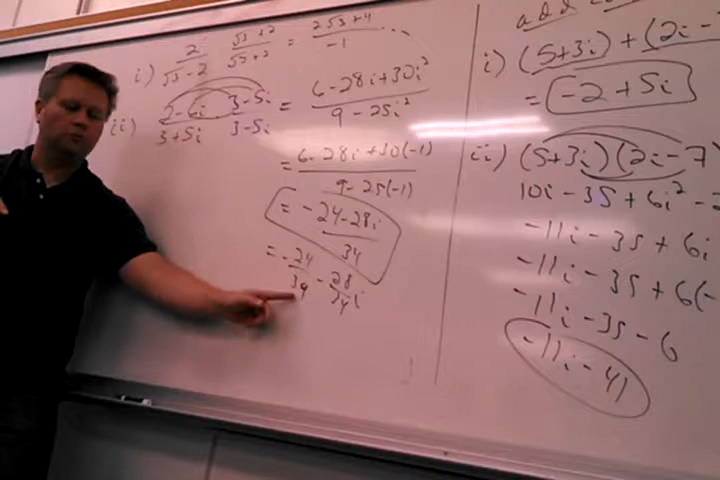 i) 2/(√5-2) (√5+2)/(√5+2) = (2√5+4)/-1 ...
ii) (2-6i)/(3+5i) (3-5i)/(3-5i) = (6-28i+30i²)/(9-25i²)
= (6-28i+30(-1))/(9-25(-1))
= (-24-28i)/34
= -24/34 - 28/34 i
add
i) (5+3i) + (2i-
= -2+5i
ii) (5+3i)(2i-7)
10i-35+6i²-2
-11i-35+6i
-11i-35+6(-
-11i-35-6
-11i-41